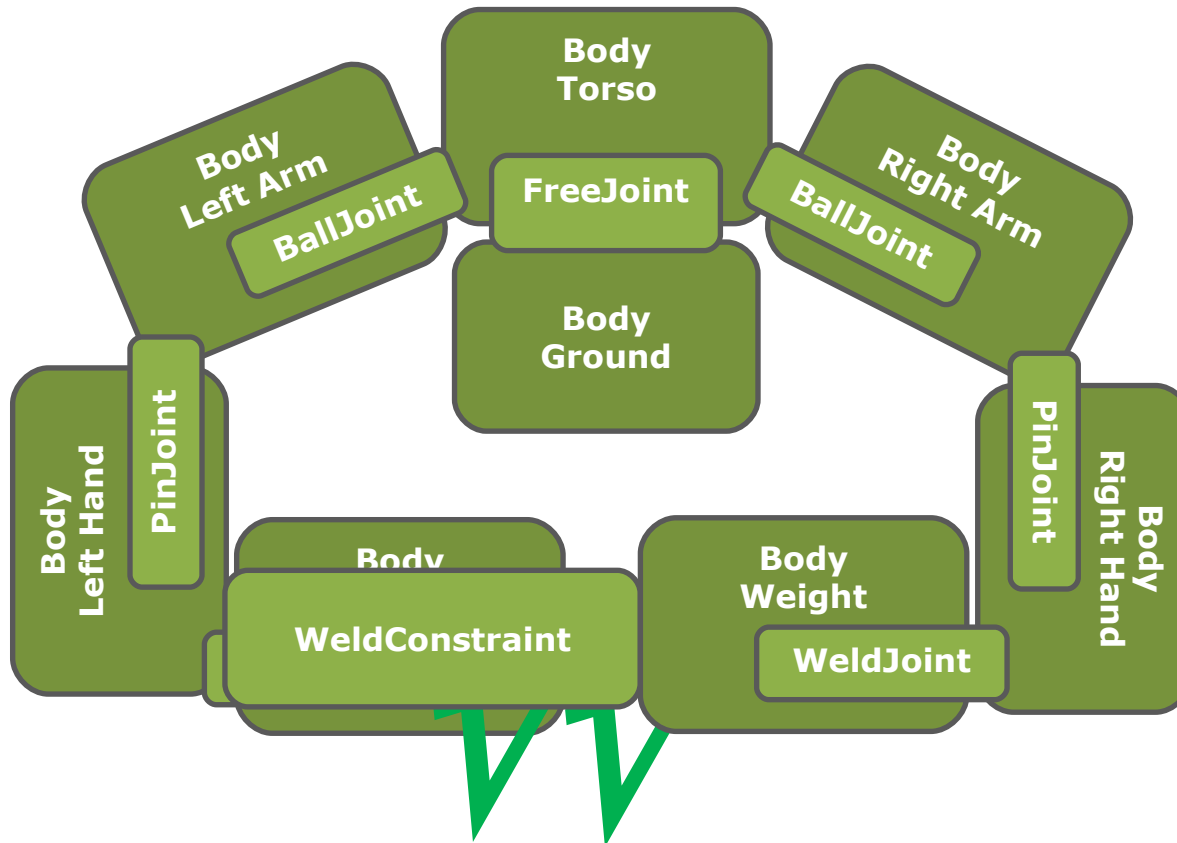 Body
Torso
FreeJoint
Body
Left Arm
BallJoint
Body
Right Arm
BallJoint
Body
Ground
Body
Left Hand
PinJoint
Body
Right Hand
PinJoint
Body
WeldConstraint
Body
Weight
WeldJoint